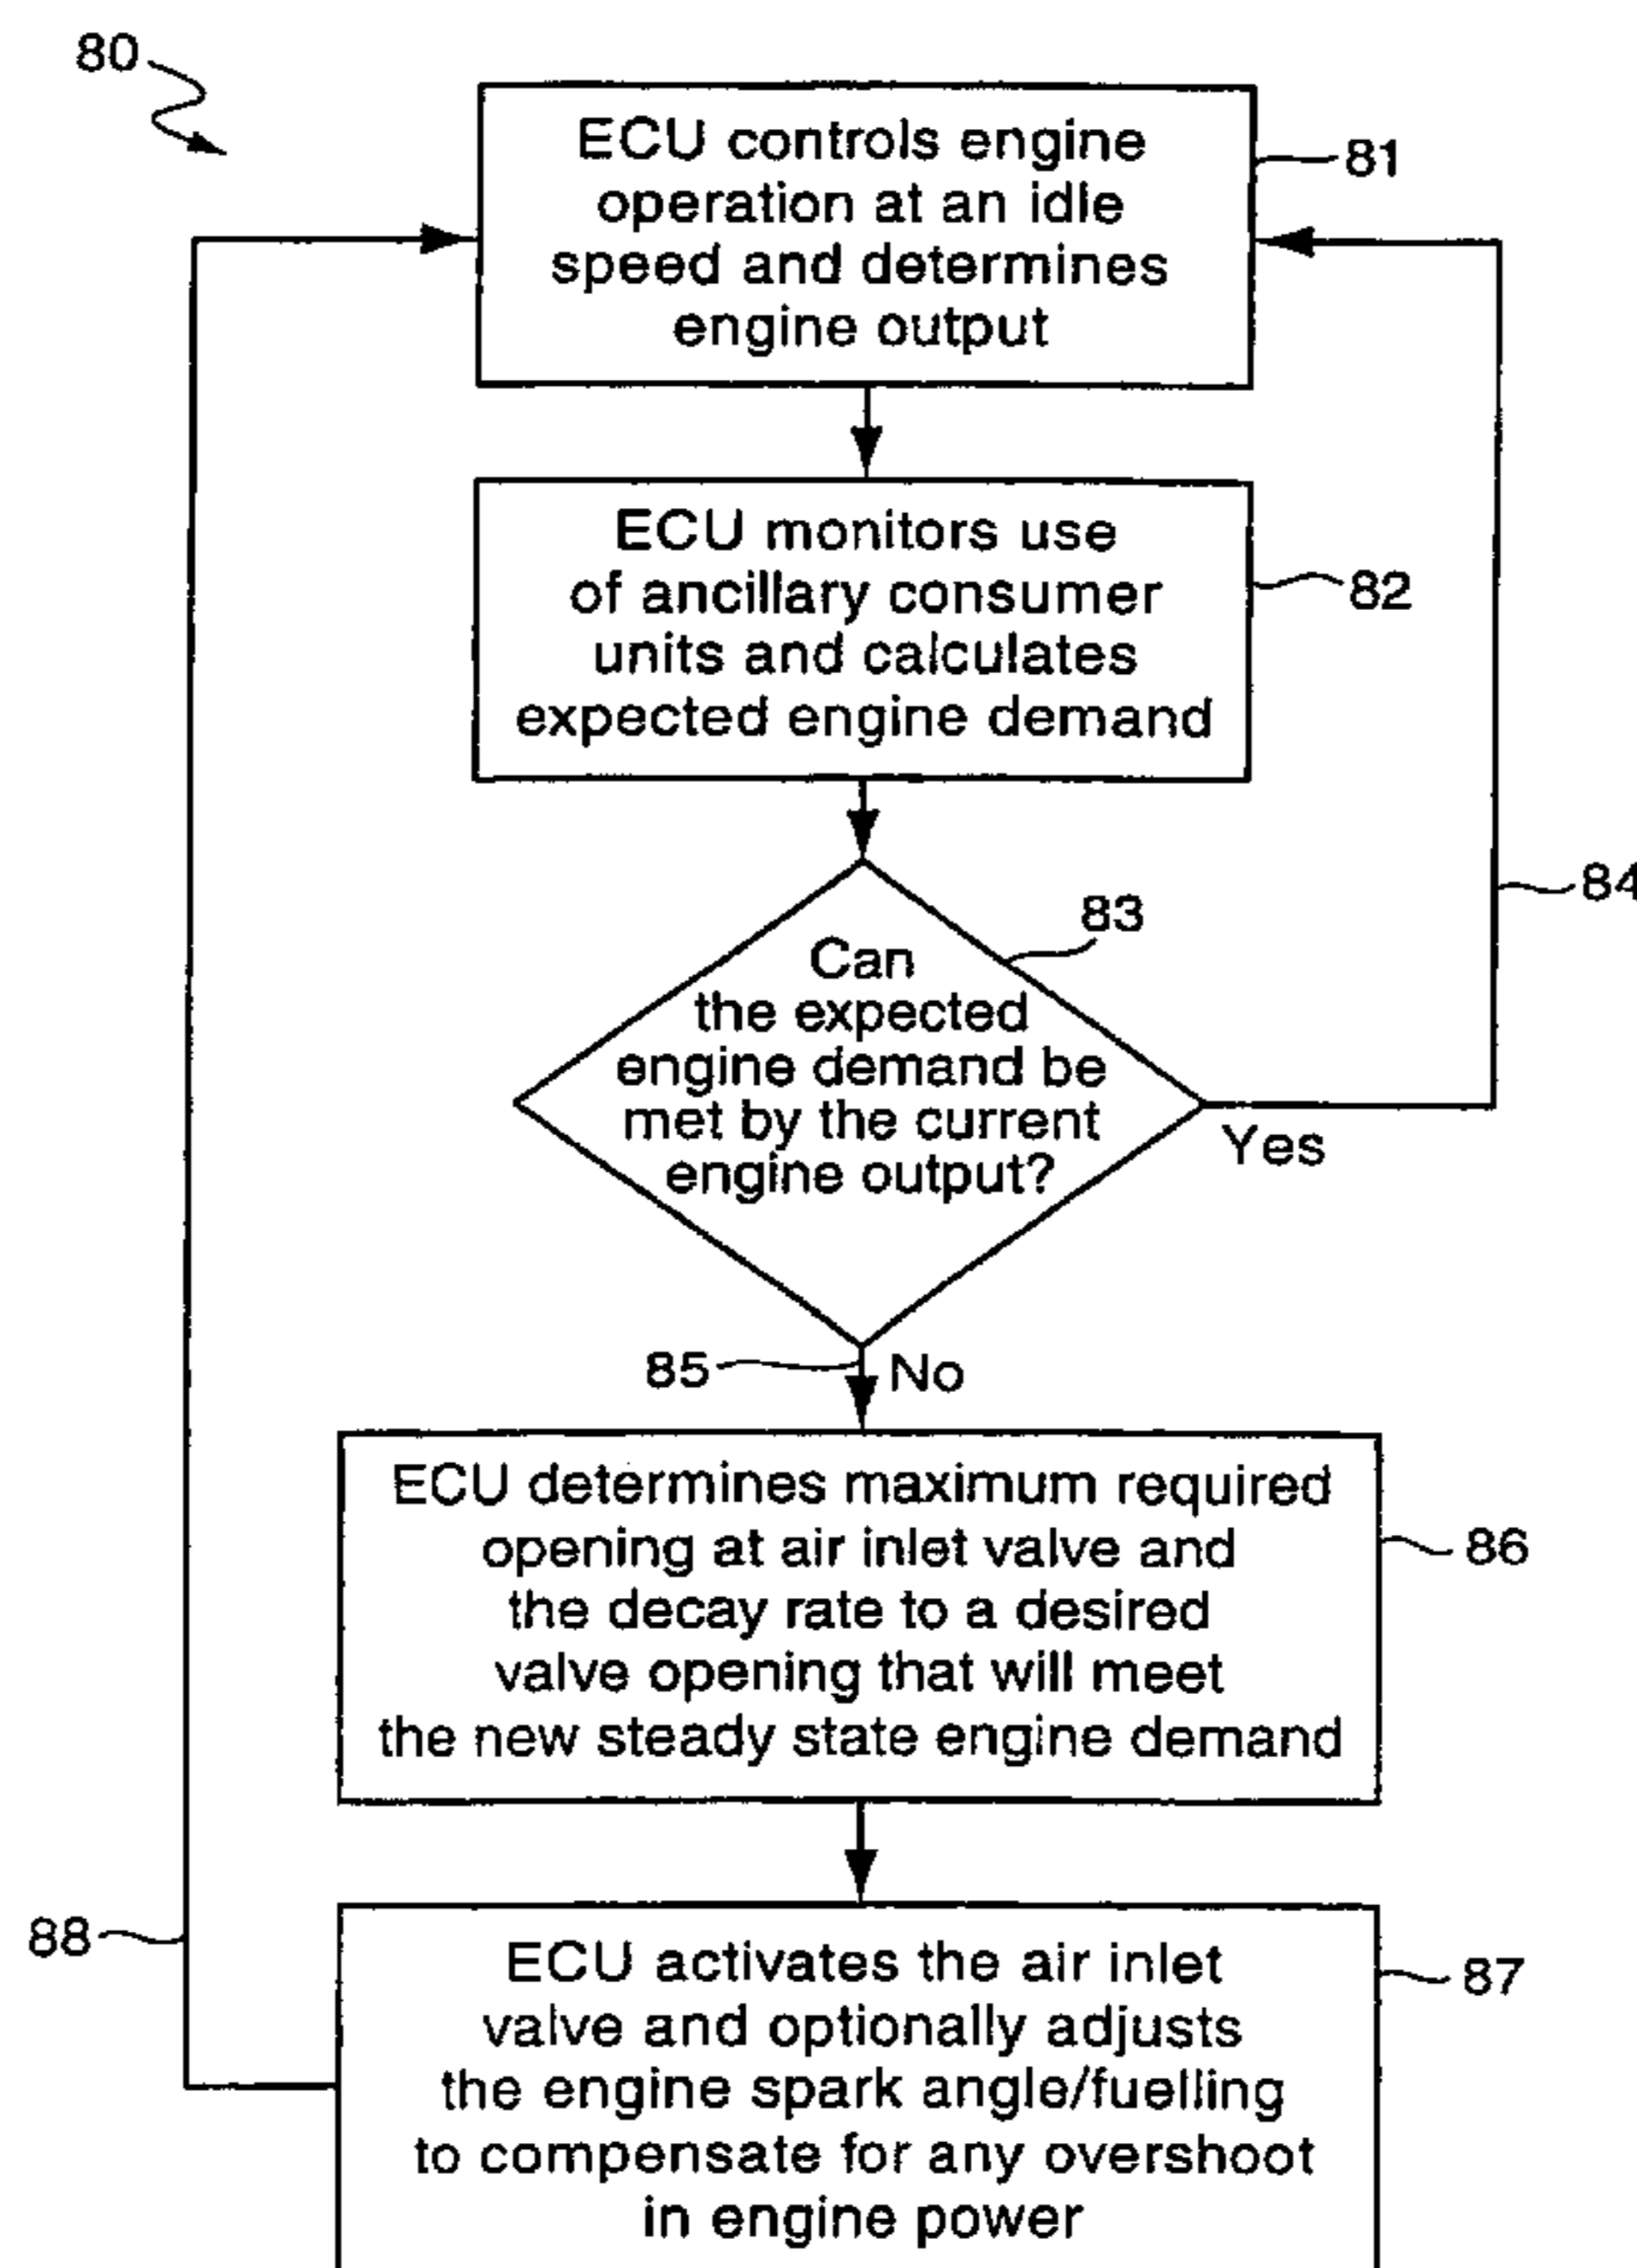 80
ECU controls engine
operation at an idle
speed and determines
engine output
81
ECU monitors use
of ancillary consumer
units and calculates
expected engine demand
82
83
Can
the expected
engine demand be
met by the current
engine output?
84
Yes
85
No
ECU determines maximum required
opening at air inlet valve and
the decay rate to a desired
valve opening that will meet
the new steady state engine demand
86
88
ECU activates the air inlet
valve and optionally adjusts
the engine spark angle/fuelling
to compensate for any overshoot
in engine power
87